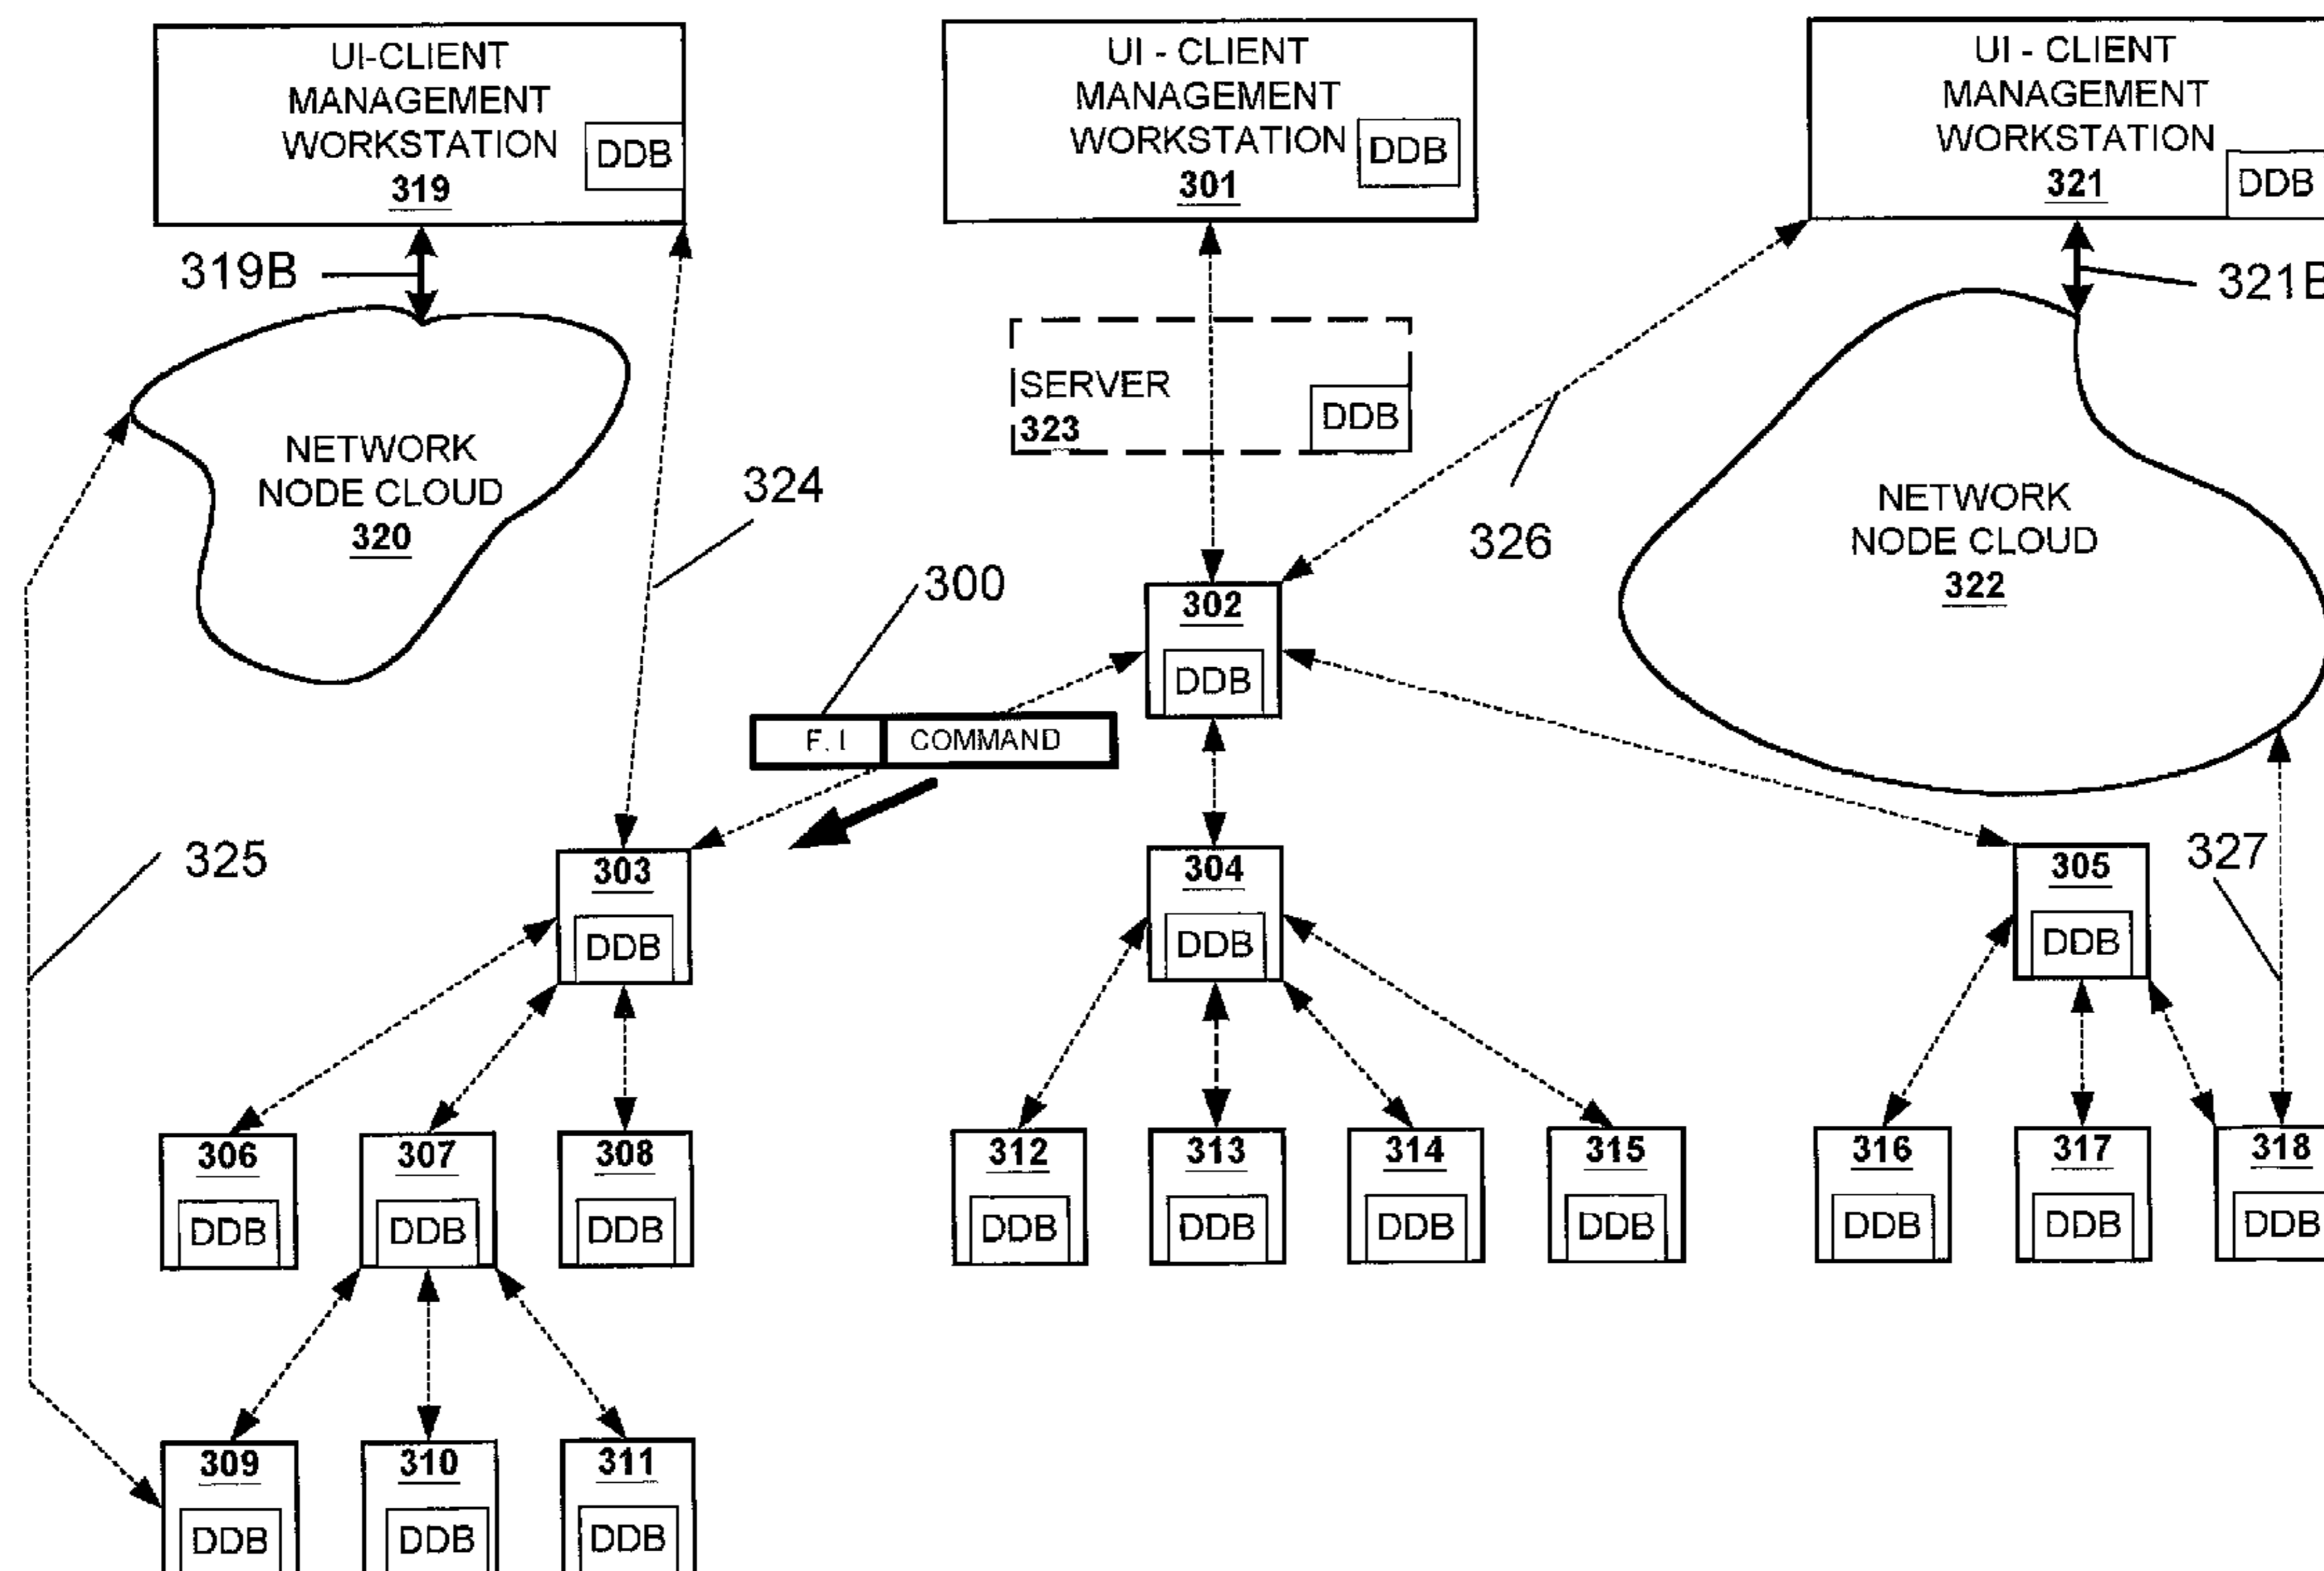 UI-CLIENT
MANAGEMENT
WORKSTATION
DDB
319
UI - CLIENT
MANAGEMENT
WORKSTATION
DDB
301
UI - CLIENT
MANAGEMENT
WORKSTATION
DDB
321
319B
321B
SERVER
323
DDB
NETWORK
NODE CLOUD
320
324
326
NETWORK
NODE CLOUD
322
300
302
DDB
F. I
COMMAND
325
303
DDB
304
DDB
305
DDB
327
306
DDB
307
DDB
308
DDB
312
DDB
313
DDB
314
DDB
315
DDB
316
DDB
317
DDB
318
DDB
309
DDB
310
DDB
311
DDB